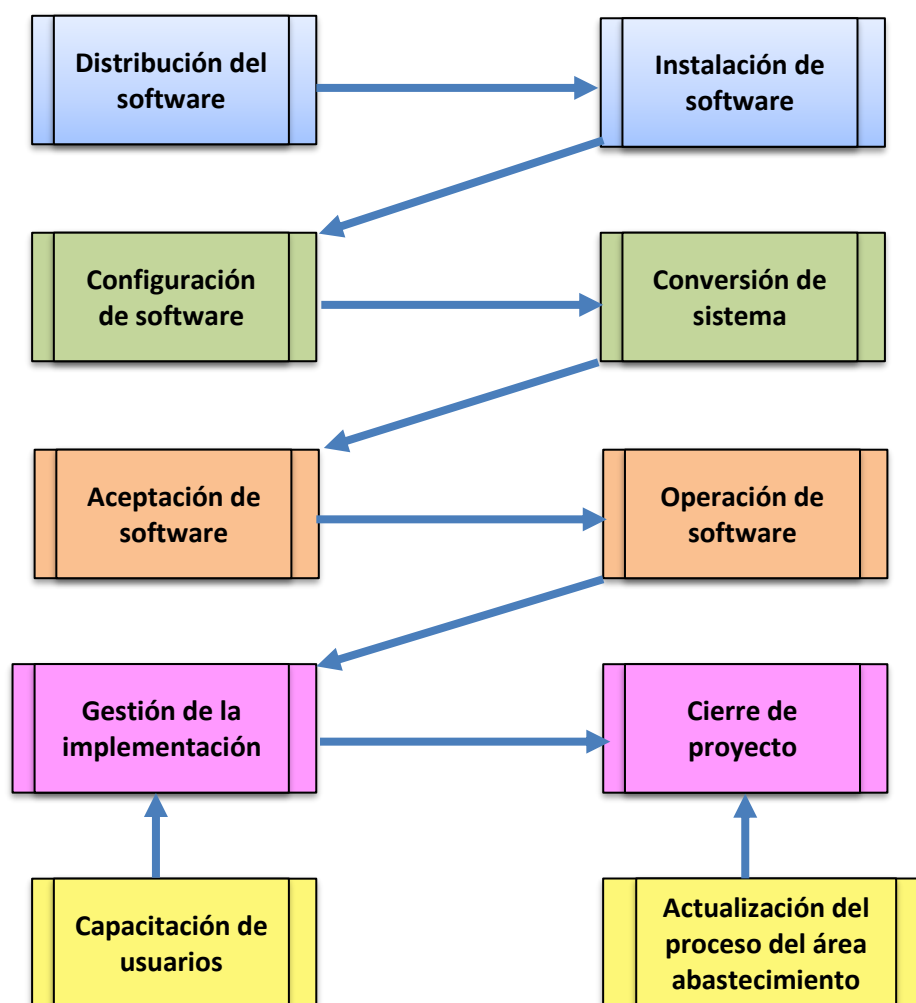 Distribución del
software
Instalación de
software
Configuración
de software
Conversión de
sistema
Aceptación de
software
Operación de
software
Gestión de la
implementación
Cierre de
proyecto
Capacitación de
usuarios
Actualización del
proceso del área
abastecimiento